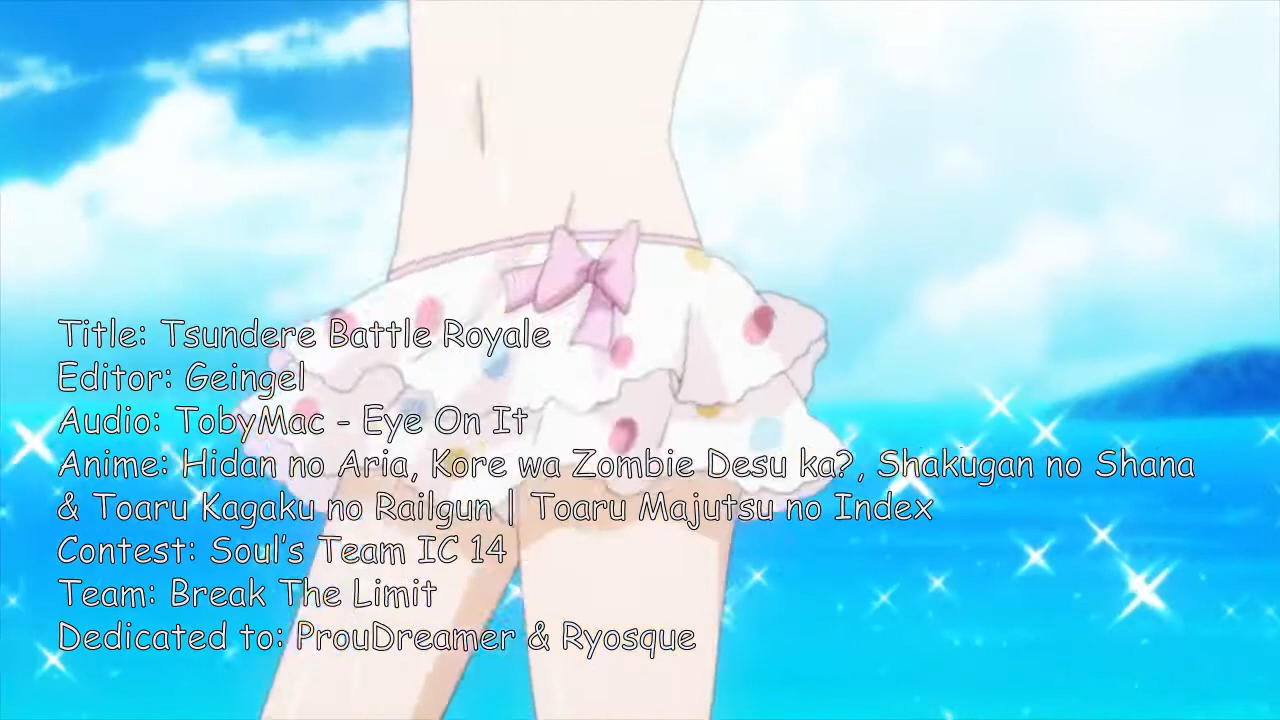 Title: Tsundere Battle Royale
Editor: Geingel
Audio: TobyMac - Eye On It
Anime: Hidan no Aria, Kore wa Zombie Desu ka?, Shakugan no Shana
& Toaru Kagaku no Railgun | Toaru Majutsu no Index
Contest: Soul's Team IC 14
Team: Break The Limit
Dedicated to: ProuDreamer & Ryosque